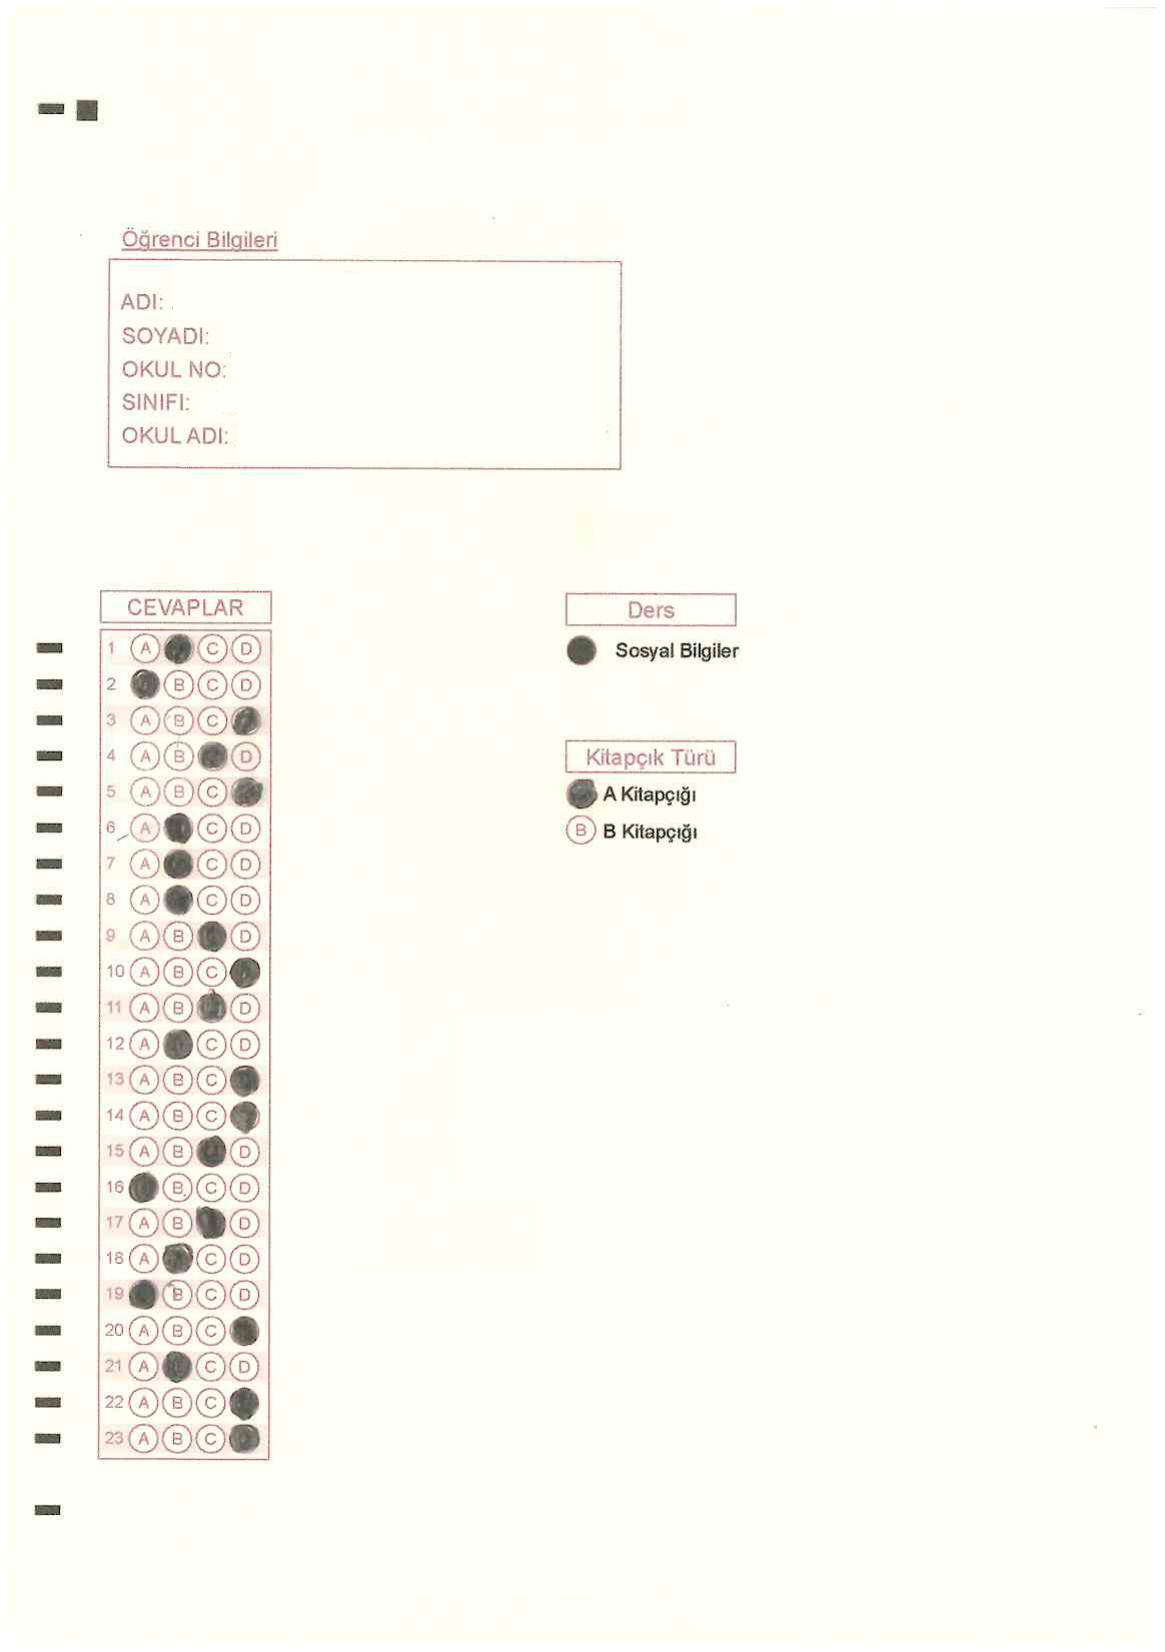 Öğrenci Bilgileri
ADI:
SOYADI:
OKUL NO:
SINIFI:
OKUL ADI:
CEVAPLAR
1 A C D
2 B C D
3 A B C
4 A B D
5 A B C
6 A C D
7 A C D
8 A C D
9 A B D
10 A B C
11 A B D
12 A C D
13 A B C
14 A B C
15 A B D
16 B C D
17 A B D
18 A C D
19 B C D
20 A B C
21 A C D
22 A B C
23 A B C
Ders
Sosyal Bilgiler
Kitapçık Türü
A Kitapçığı
B B Kitapçığı